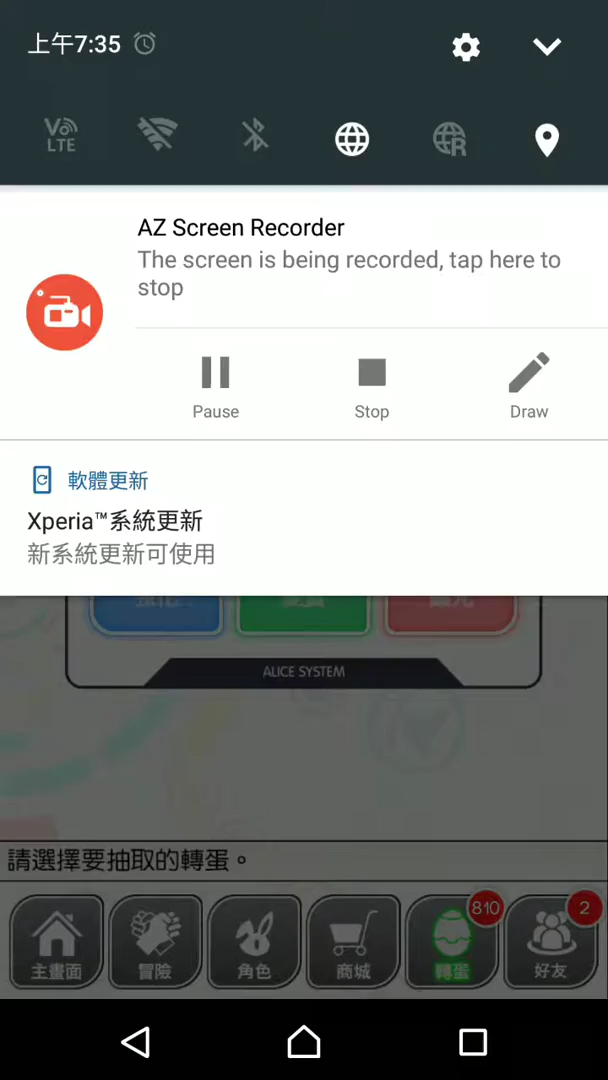 上午7:35
Vo
LTE
R
AZ Screen Recorder
The screen is being recorded, tap here to
stop
Pause
Stop
Draw
軟體更新
Xperia™系統更新
新系統更新可使用
ALICE SYSTEM
請選擇要抽取的轉蛋。
810
2
主畫面
冒險
角色
商城
轉蛋
好友